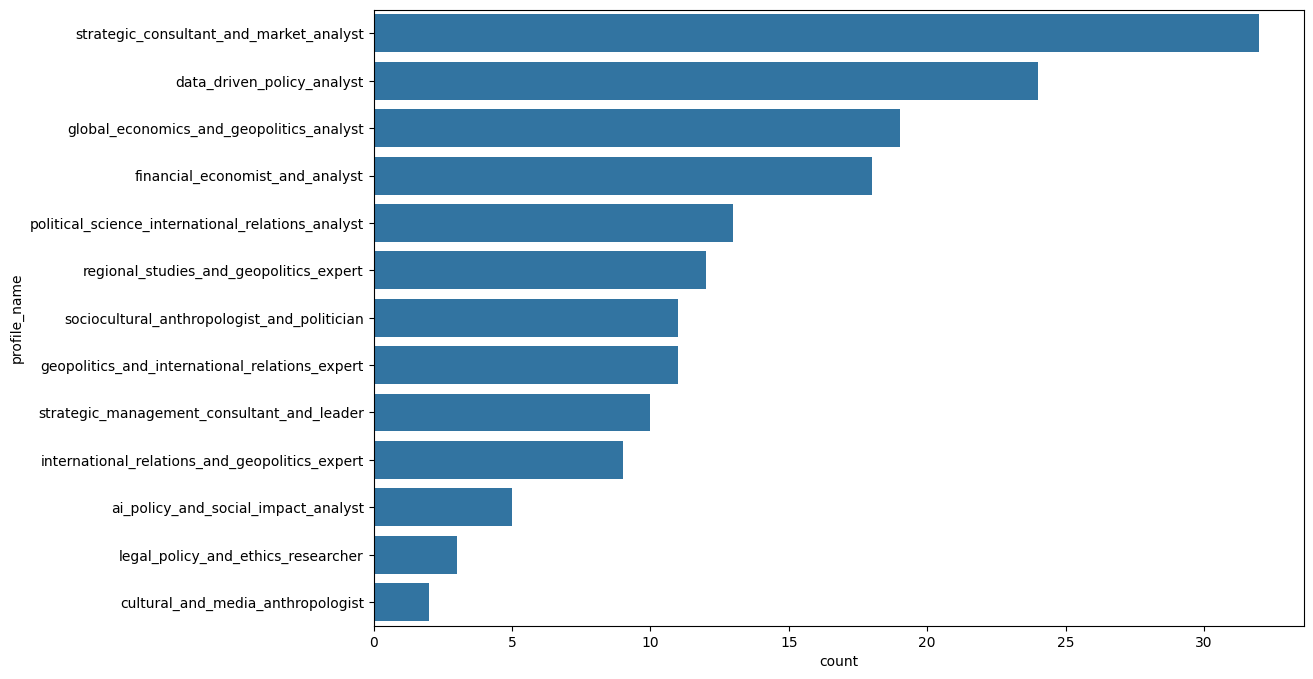 strategic_consultant_and_market_analyst
data_driven_policy_analyst
global_economics_and_geopolitics_analyst
financial_economist_and_analyst
political_science_international_relations_analyst
regional_studies_and_geopolitics_expert
sociocultural_anthropologist_and_politician
geopolitics_and_international_relations_expert
strategic_management_consultant_and_leader
international_relations_and_geopolitics_expert
ai_policy_and_social_impact_analyst
legal_policy_and_ethics_researcher
cultural_and_media_anthropologist
profile_name
0 5 10 15 20 25 30
count